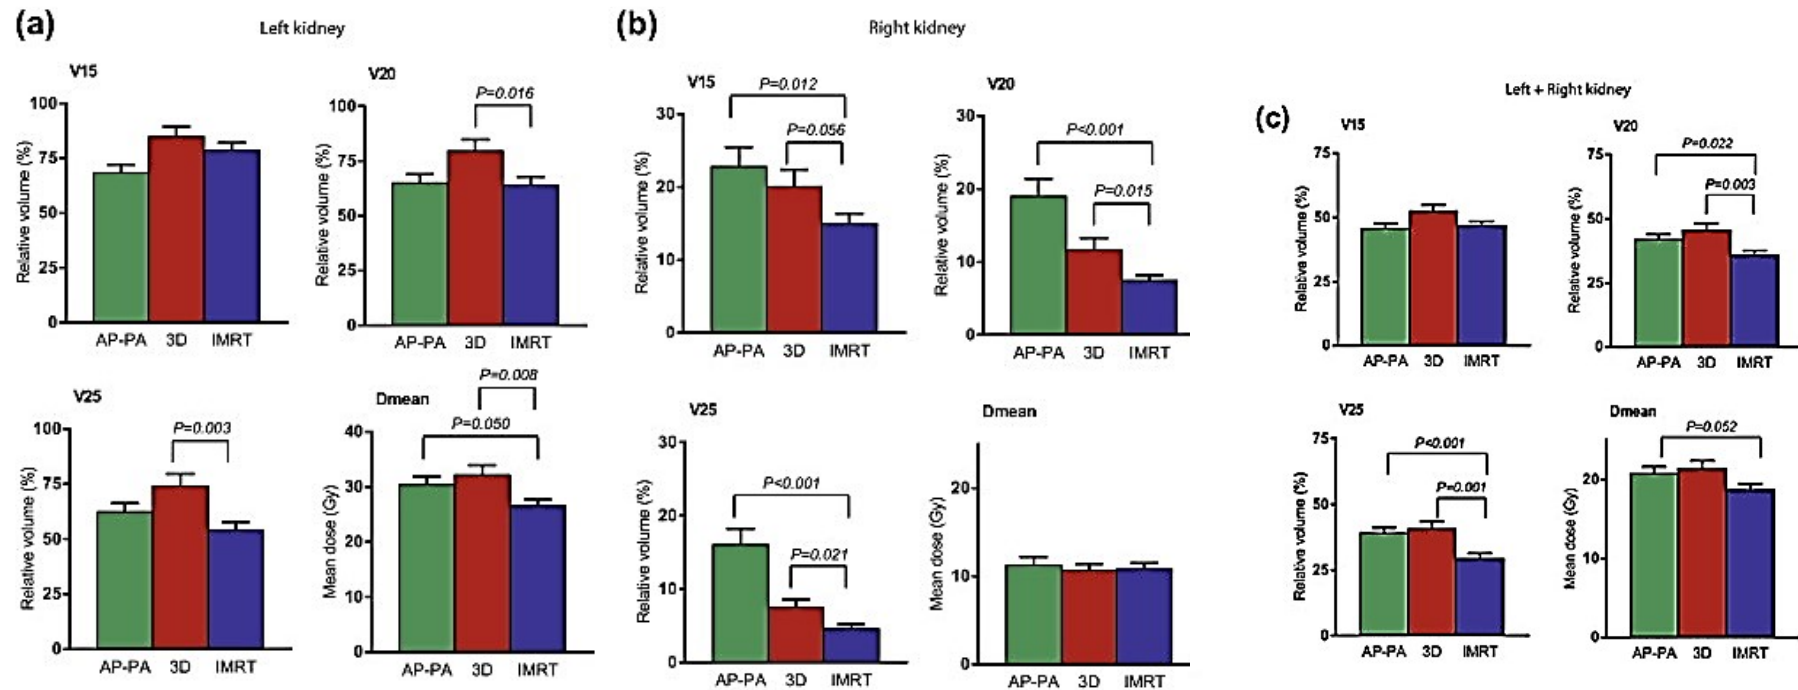 (a)
Left kidney
V15
Relative volume (%)
100
75
50
25
0
AP-PA 3D IMRT
V20
Relative volume (%)
100
75
50
25
0
P=0.016
AP-PA 3D IMRT
V25
Relative volume (%)
100
75
50
25
0
P=0.003
AP-PA 3D IMRT
Dmean
Mean dose (Gy)
40
30
20
10
0
P=0.008
P=0.050
AP-PA 3D IMRT
(b)
Right kidney
V15
Relative volume (%)
30
20
10
0
P=0.012
P=0.056
AP-PA 3D IMRT
V20
Relative volume (%)
30
20
10
0
P<0.001
P=0.015
AP-PA 3D IMRT
V25
Relative volume (%)
30
20
10
0
P<0.001
P=0.021
AP-PA 3D IMRT
Dmean
Mean dose (Gy)
20
10
0
AP-PA 3D IMRT
(c)
Left + Right kidney
V15
Relative volume (%)
75
50
25
0
AP-PA 3D IMRT
V20
Relative volume (%)
75
50
25
0
P=0.022
P=0.003
AP-PA 3D IMRT
V25
Relative volume (%)
75
50
25
0
P<0.001
P=0.001
AP-PA 3D IMRT
Dmean
Mean dose (Gy)
20
10
0
P=0.052
AP-PA 3D IMRT